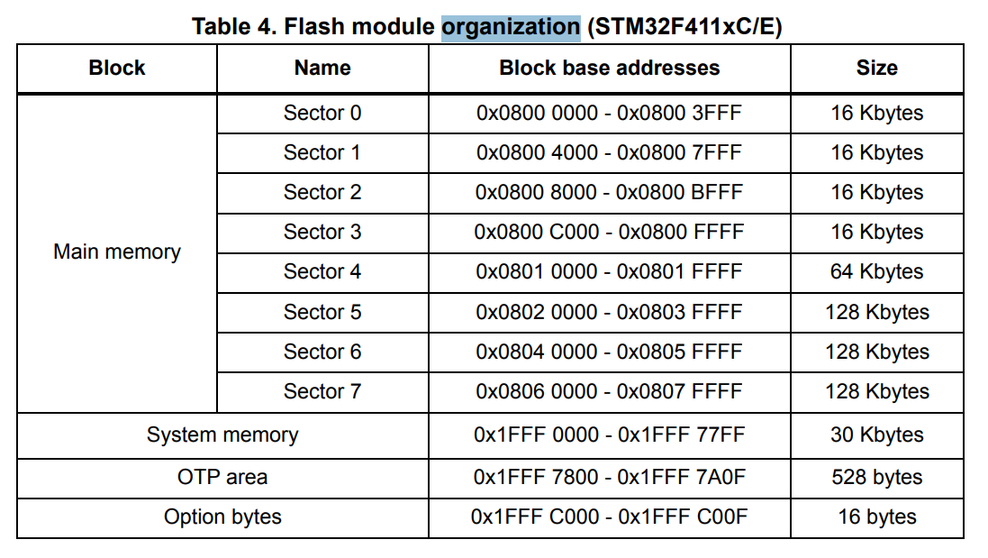 Table 4. Flash module organization (STM32F411xC/E)
Block Name Block base addresses Size
Main memory
Sector 0 0x0800 0000 - 0x0800 3FFF 16 Kbytes
Sector 1 0x0800 4000 - 0x0800 7FFF 16 Kbytes
Sector 2 0x0800 8000 - 0x0800 BFFF 16 Kbytes
Sector 3 0x0800 C000 - 0x0800 FFFF 16 Kbytes
Sector 4 0x0801 0000 - 0x0801 FFFF 64 Kbytes
Sector 5 0x0802 0000 - 0x0803 FFFF 128 Kbytes
Sector 6 0x0804 0000 - 0x0805 FFFF 128 Kbytes
Sector 7 0x0806 0000 - 0x0807 FFFF 128 Kbytes
System memory 0x1FFF 0000 - 0x1FFF 77FF 30 Kbytes
OTP area 0x1FFF 7800 - 0x1FFF 7A0F 528 bytes
Option bytes 0x1FFF C000 - 0x1FFF C00F 16 bytes